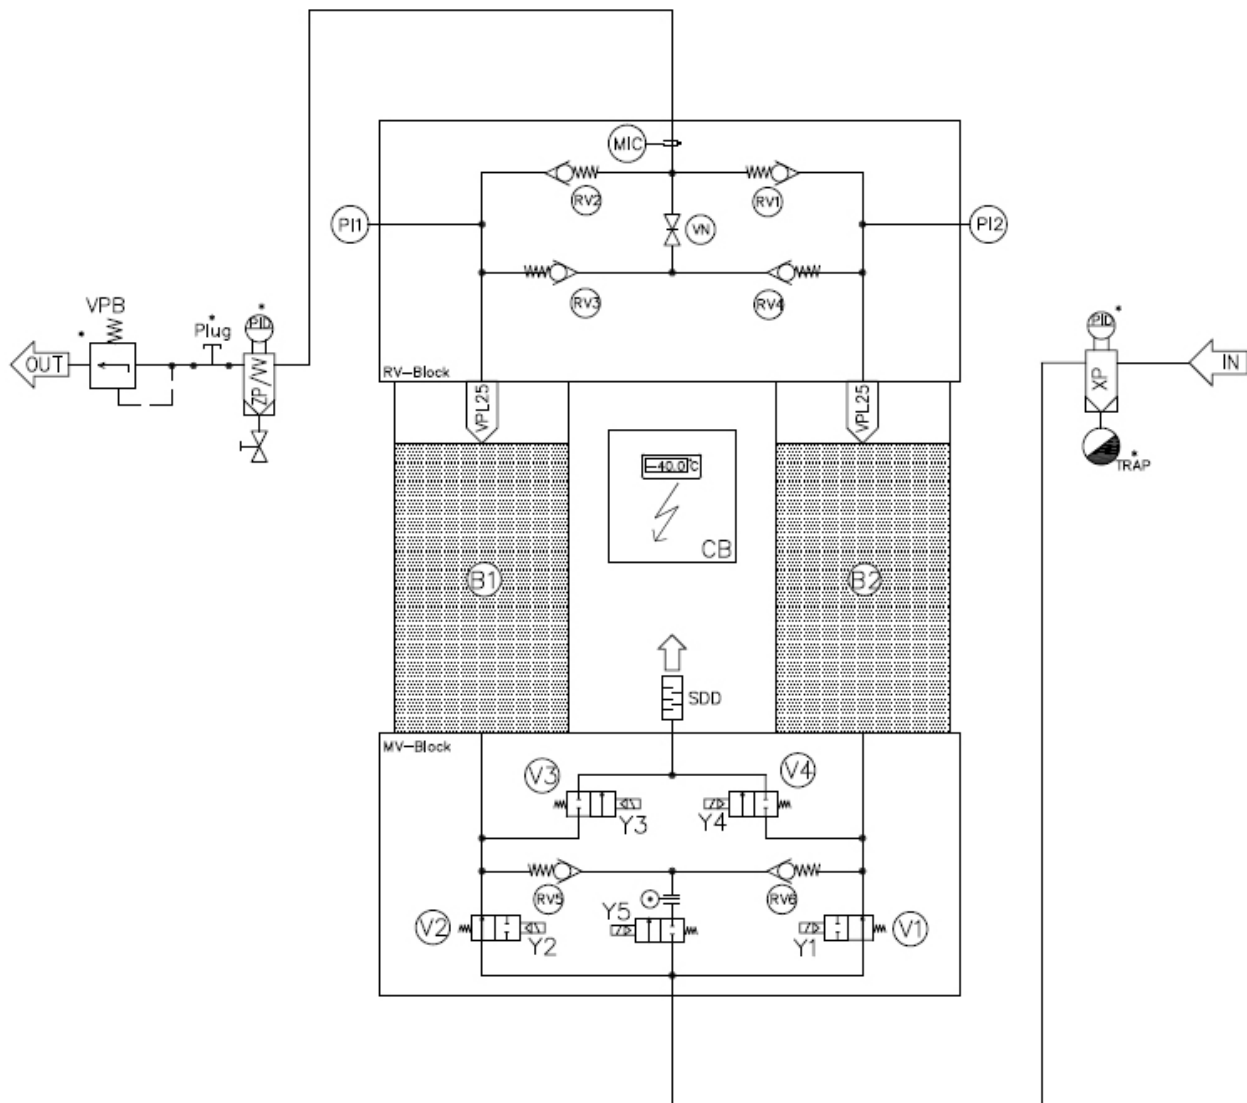 MIC
RV2
RV1
PI1
VN
PI2
RV3
RV4
VPB
*
*
Plug
*
PID
PID
*
OUT
ZP/VV
XP
IN
RV-Block
VPL25
VPL25
TRAP
*
-40.0°C
CB
B1
B2
SDD
MV-Block
V3
V4
Y3
Y4
RV5
RV6
V2
Y5
V1
Y2
Y1